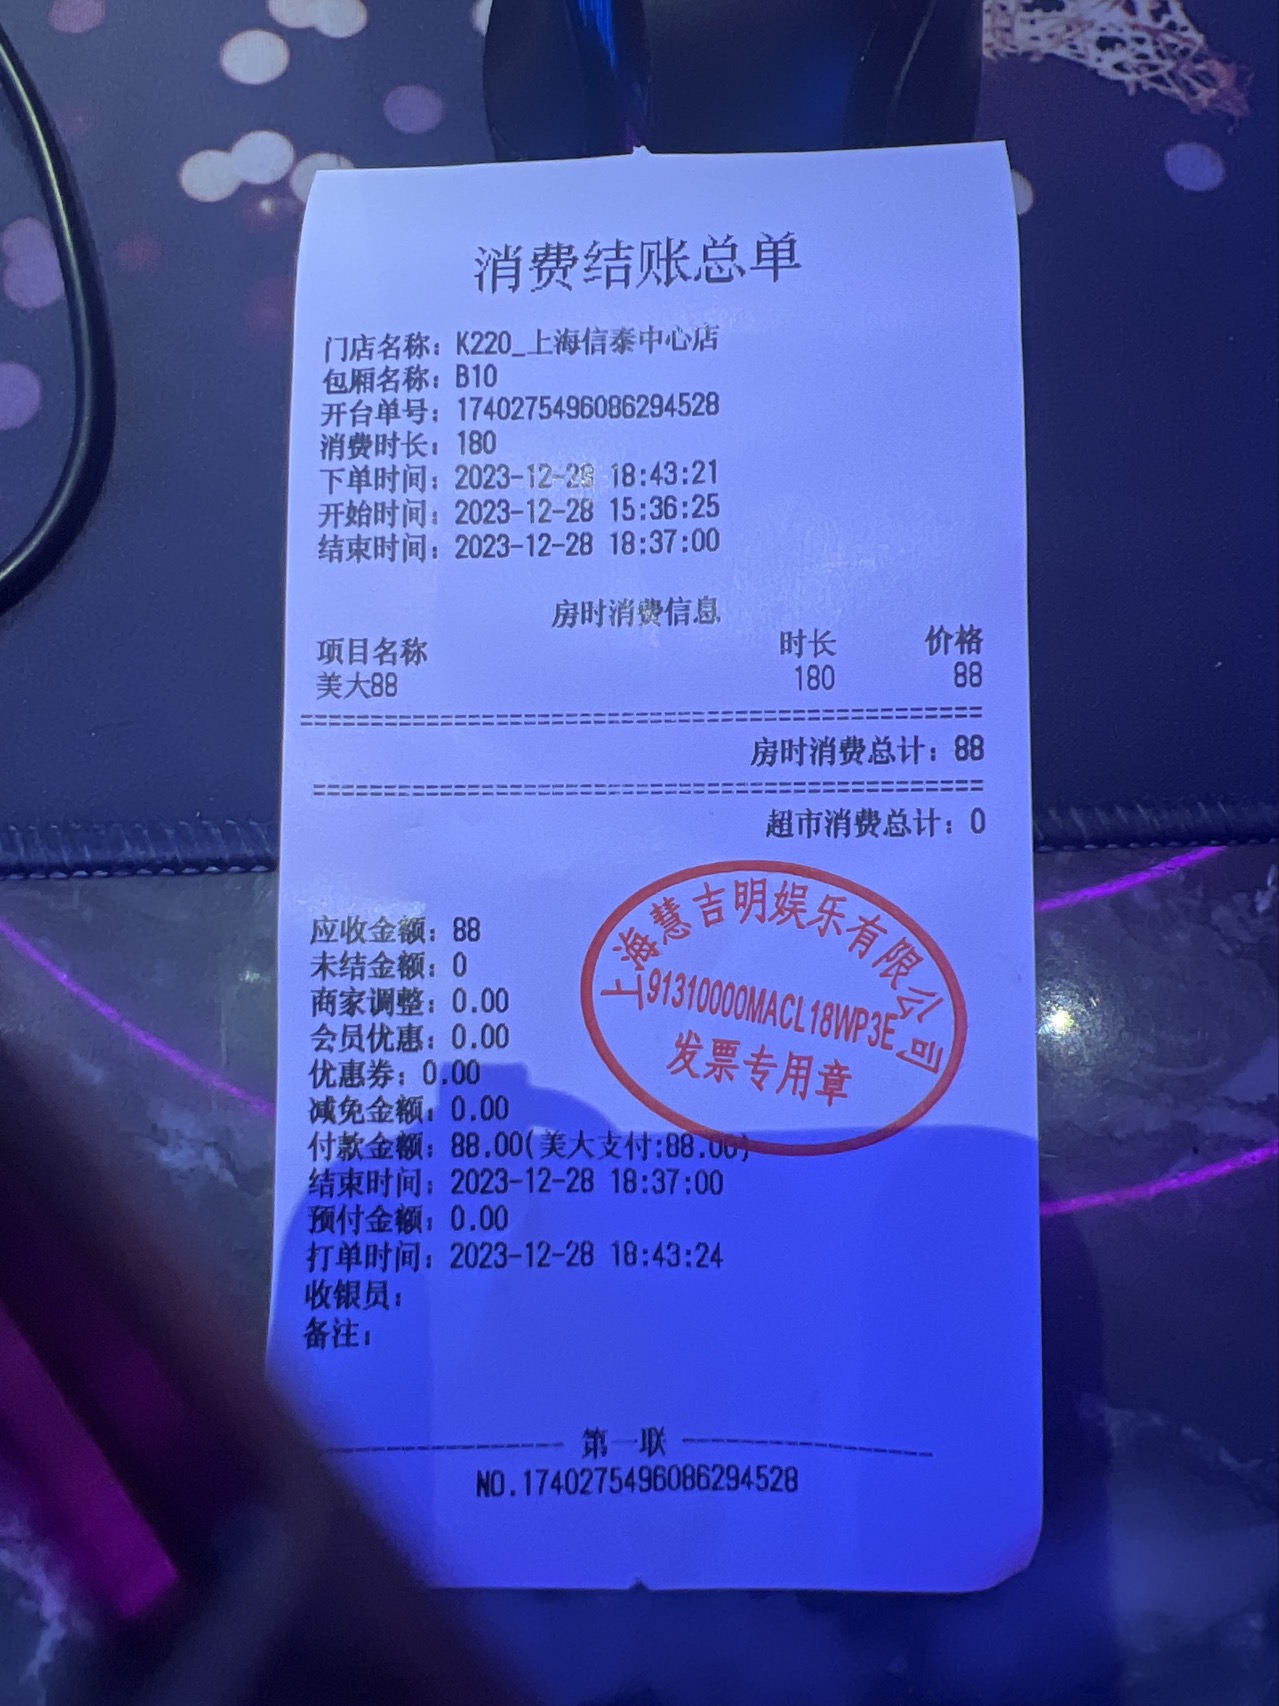 消费结账总单
门店名称：K220_上海信泰中心店
包厢名称：B10
开台单号：1740275496086294528
消费时长：180
下单时间：2023-12-28 18:43:21
开始时间：2023-12-28 15:36:25
结束时间：2023-12-28 18:37:00
房时消费信息
项目名称 时长 价格
美大88 180 88
================================================
房时消费总计：88
================================================
超市消费总计：0
上海慧吉明娱乐有限公司
91310000MACL18WP3E
发票专用章
应收金额：88
未结金额：0
商家调整：0.00
会员优惠：0.00
优惠券：0.00
减免金额：0.00
付款金额：88.00(美大支付:88.00)
结束时间：2023-12-28 18:37:00
预付金额：0.00
打单时间：2023-12-28 18:43:24
收银员：
备注：
---------------- 第一联 ----------------
NO.1740275496086294528